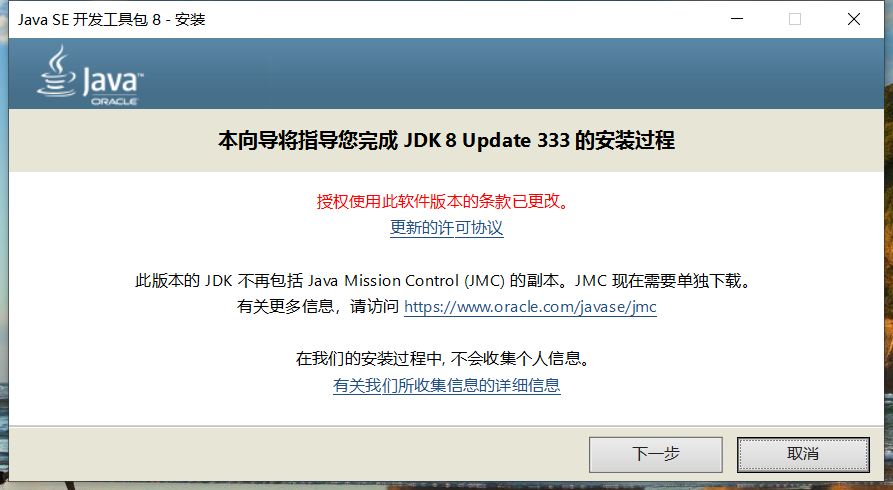 Java SE 开发工具包 8 - 安装
Java™
ORACLE
本向导将指导您完成 JDK 8 Update 333 的安装过程
授权使用此软件版本的条款已更改。
更新的许可协议
此版本的 JDK 不再包括 Java Mission Control (JMC) 的副本。JMC 现在需要单独下载。
有关更多信息，请访问 https://www.oracle.com/javase/jmc
在我们的安装过程中, 不会收集个人信息。
有关我们所收集信息的详细信息
下一步
取消